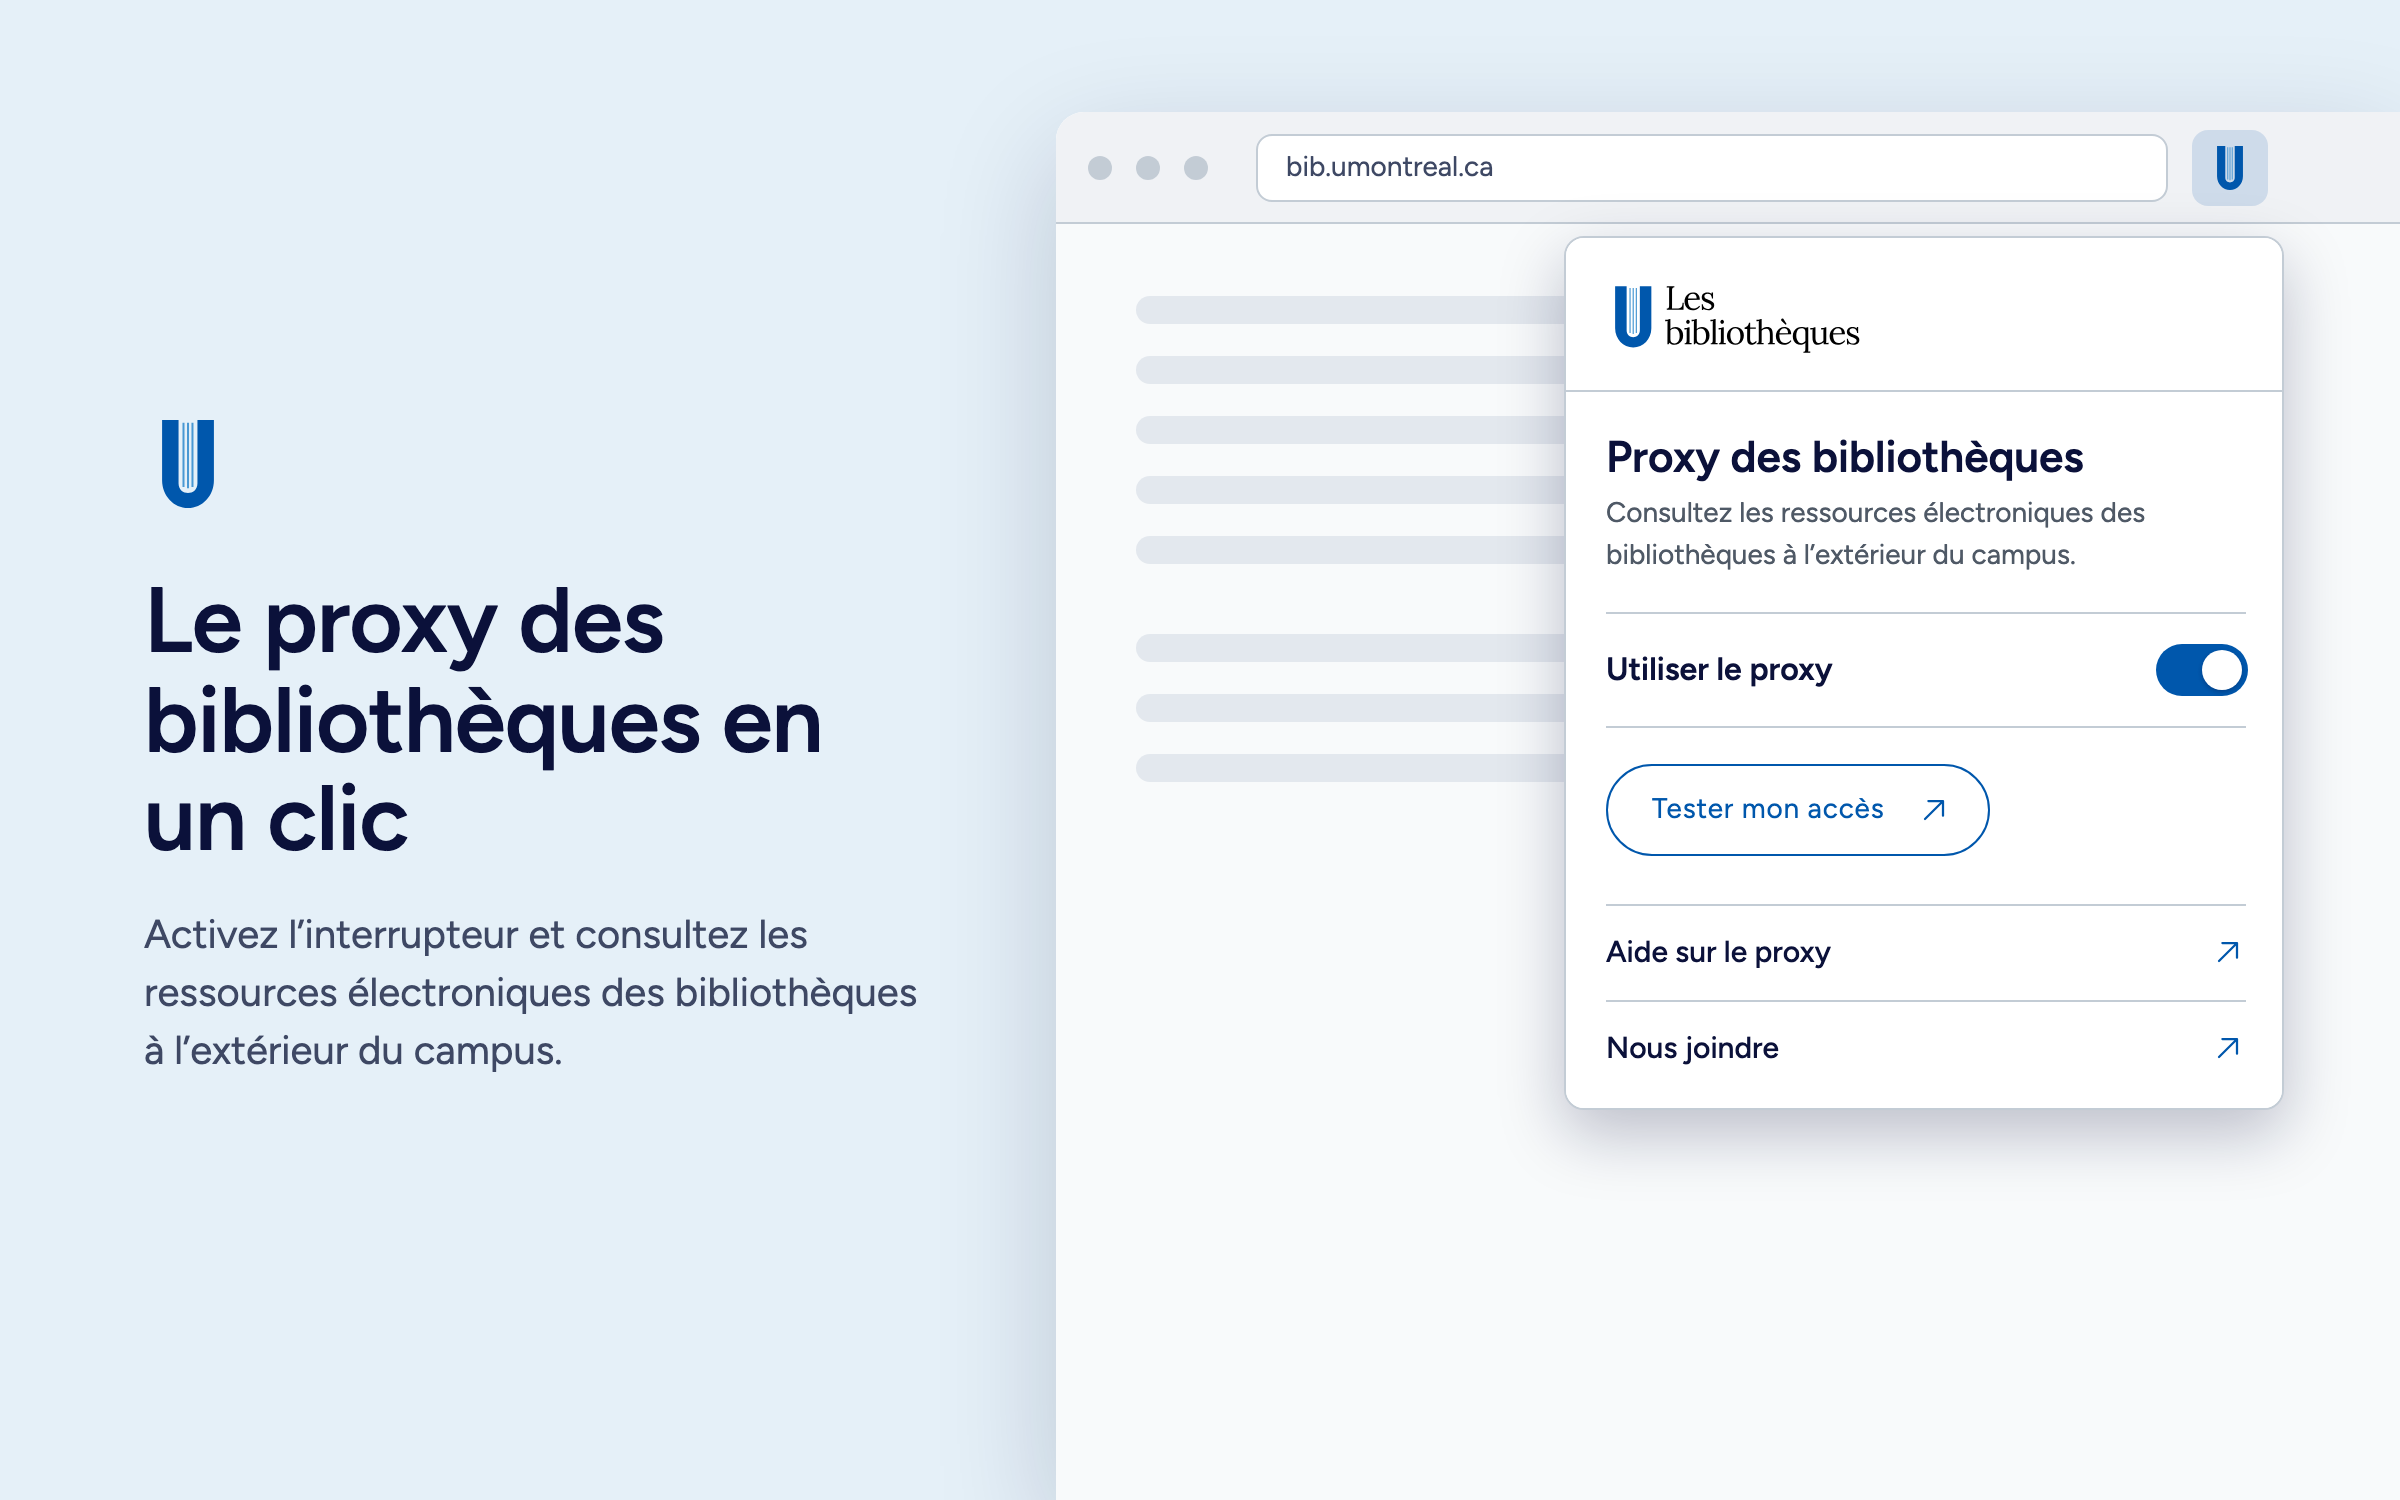 Le proxy des
bibliothèques en
un clic
Activez l’interrupteur et consultez les
ressources électroniques des bibliothèques
à l’extérieur du campus.
bib.umontreal.ca
Les
bibliothèques
Proxy des bibliothèques
Consultez les ressources électroniques des
bibliothèques à l’extérieur du campus.
Utiliser le proxy
Tester mon accès
Aide sur le proxy
Nous joindre